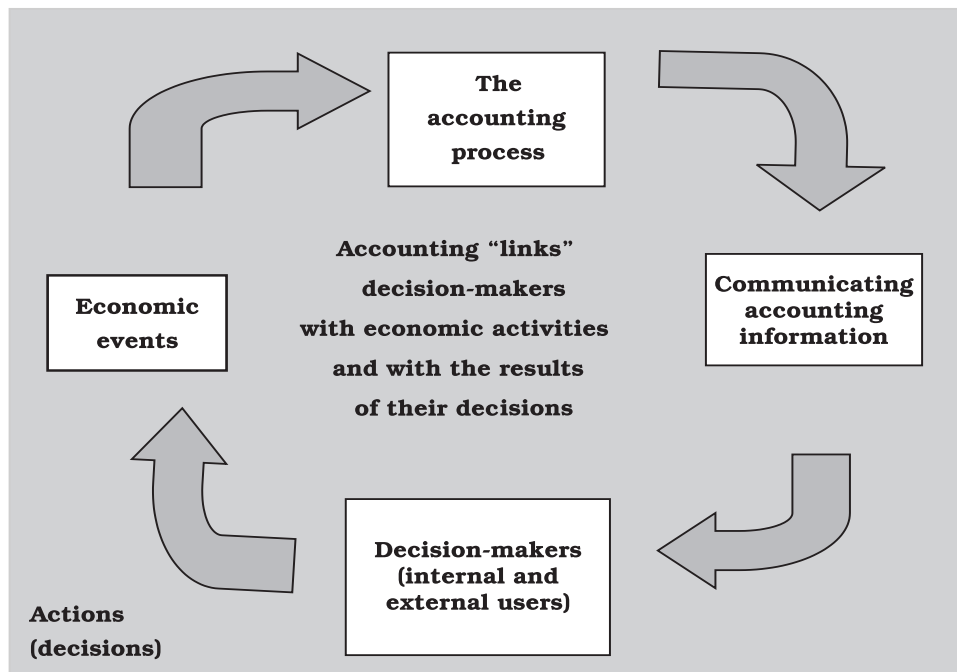 The
accounting
process
Accounting “links”
decision-makers
with economic activities
and with the results
of their decisions
Economic
events
Communicating
accounting
information
Decision-makers
(internal and
external users)
Actions
(decisions)